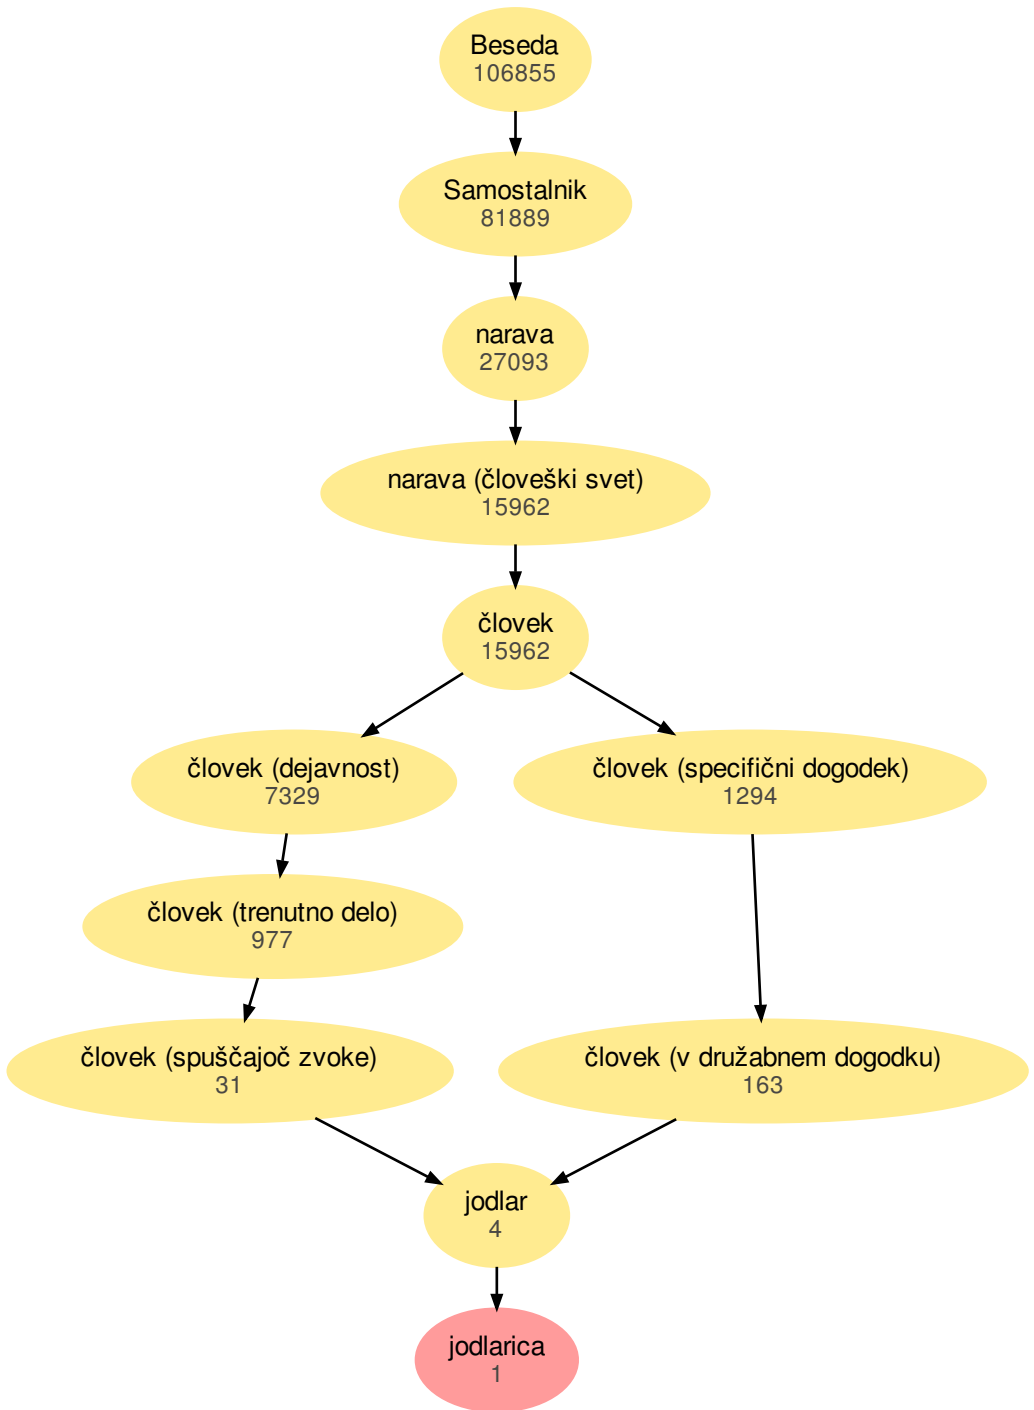 Beseda
106855
Samostalnik
81889
narava
27093
narava (človeški svet)
15962
človek
15962
človek (dejavnost)
7329
človek (specifični dogodek)
1294
človek (trenutno delo)
977
človek (spuščajoč zvoke)
31
človek (v družabnem dogodku)
163
jodlar
4
jodlarica
1